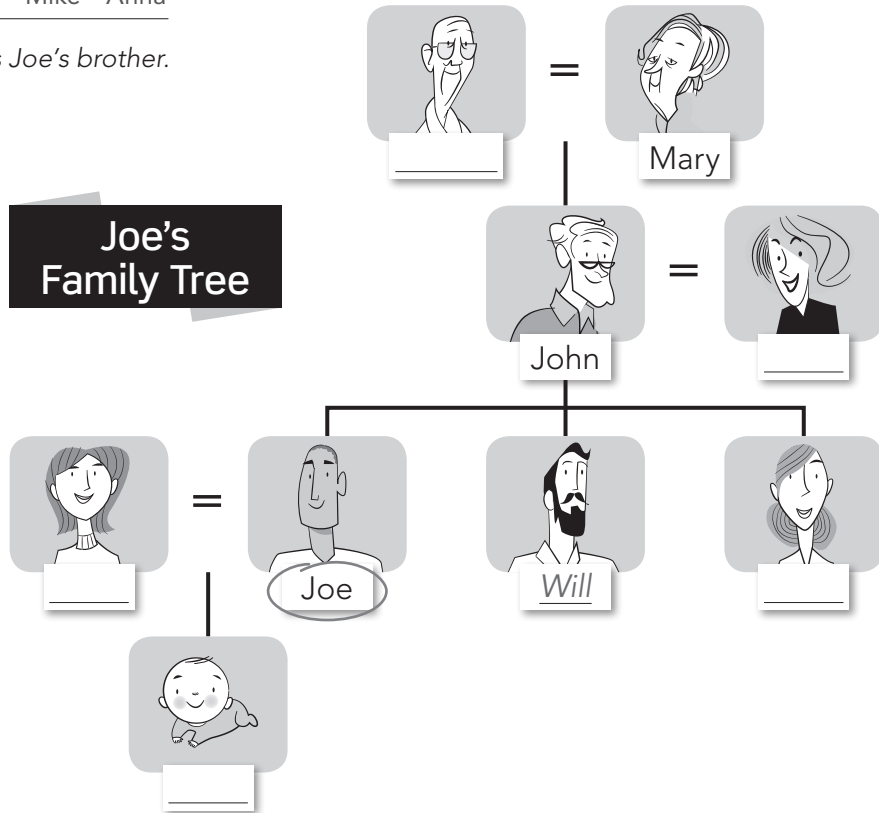 Mike Anna
s Joe's brother.
Mary
Joe's
Family Tree
John
Joe
Will